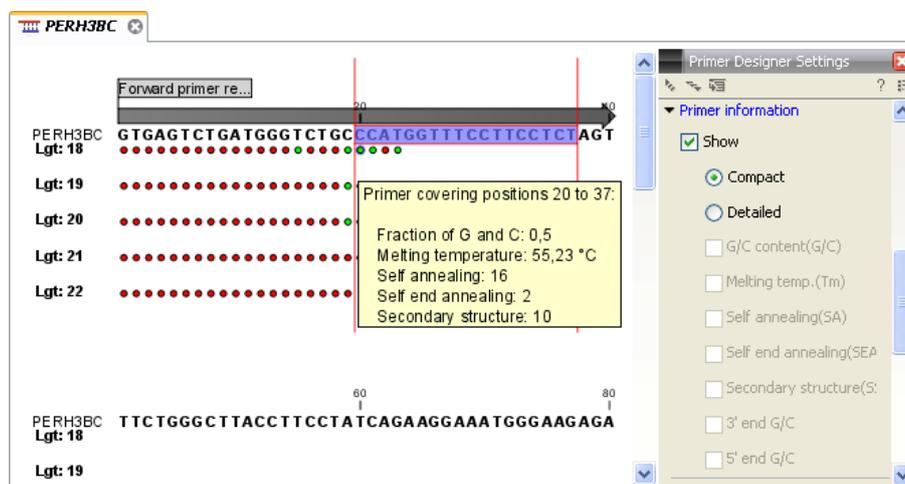 PERH3BC
Forward primer re...
20
40
PERH3BC GTGAGTCTGATGGGTCTGCCCCATGGTTTCCTTCCTCTAGT
Lgt: 18
Lgt: 19
Lgt: 20
Lgt: 21
Lgt: 22
Primer covering positions 20 to 37:
Fraction of G and C: 0,5
Melting temperature: 55,23 °C
Self annealing: 16
Self end annealing: 2
Secondary structure: 10
60
80
PERH3BC TTCTGGGCTTACCTTCCTATCAGAAGGAAATGGGAAGAGA
Lgt: 18
Lgt: 19
Primer Designer Settings
?
Primer information
Show
Compact
Detailed
G/C content(G/C)
Melting temp.(Tm)
Self annealing(SA)
Self end annealing(SEA
Secondary structure(S
3' end G/C
5' end G/C